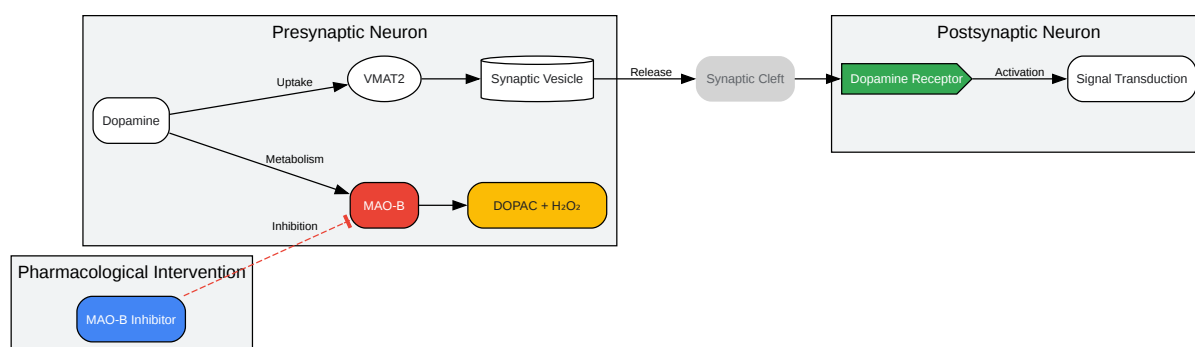 Presynaptic Neuron
Postsynaptic Neuron
VMAT2
Synaptic Vesicle
Release
Synaptic Cleft
Dopamine Receptor
Activation
Signal Transduction
Uptake
Dopamine
Metabolism
MAO-B
DOPAC + H₂O₂
Inhibition
Pharmacological Intervention
MAO-B Inhibitor